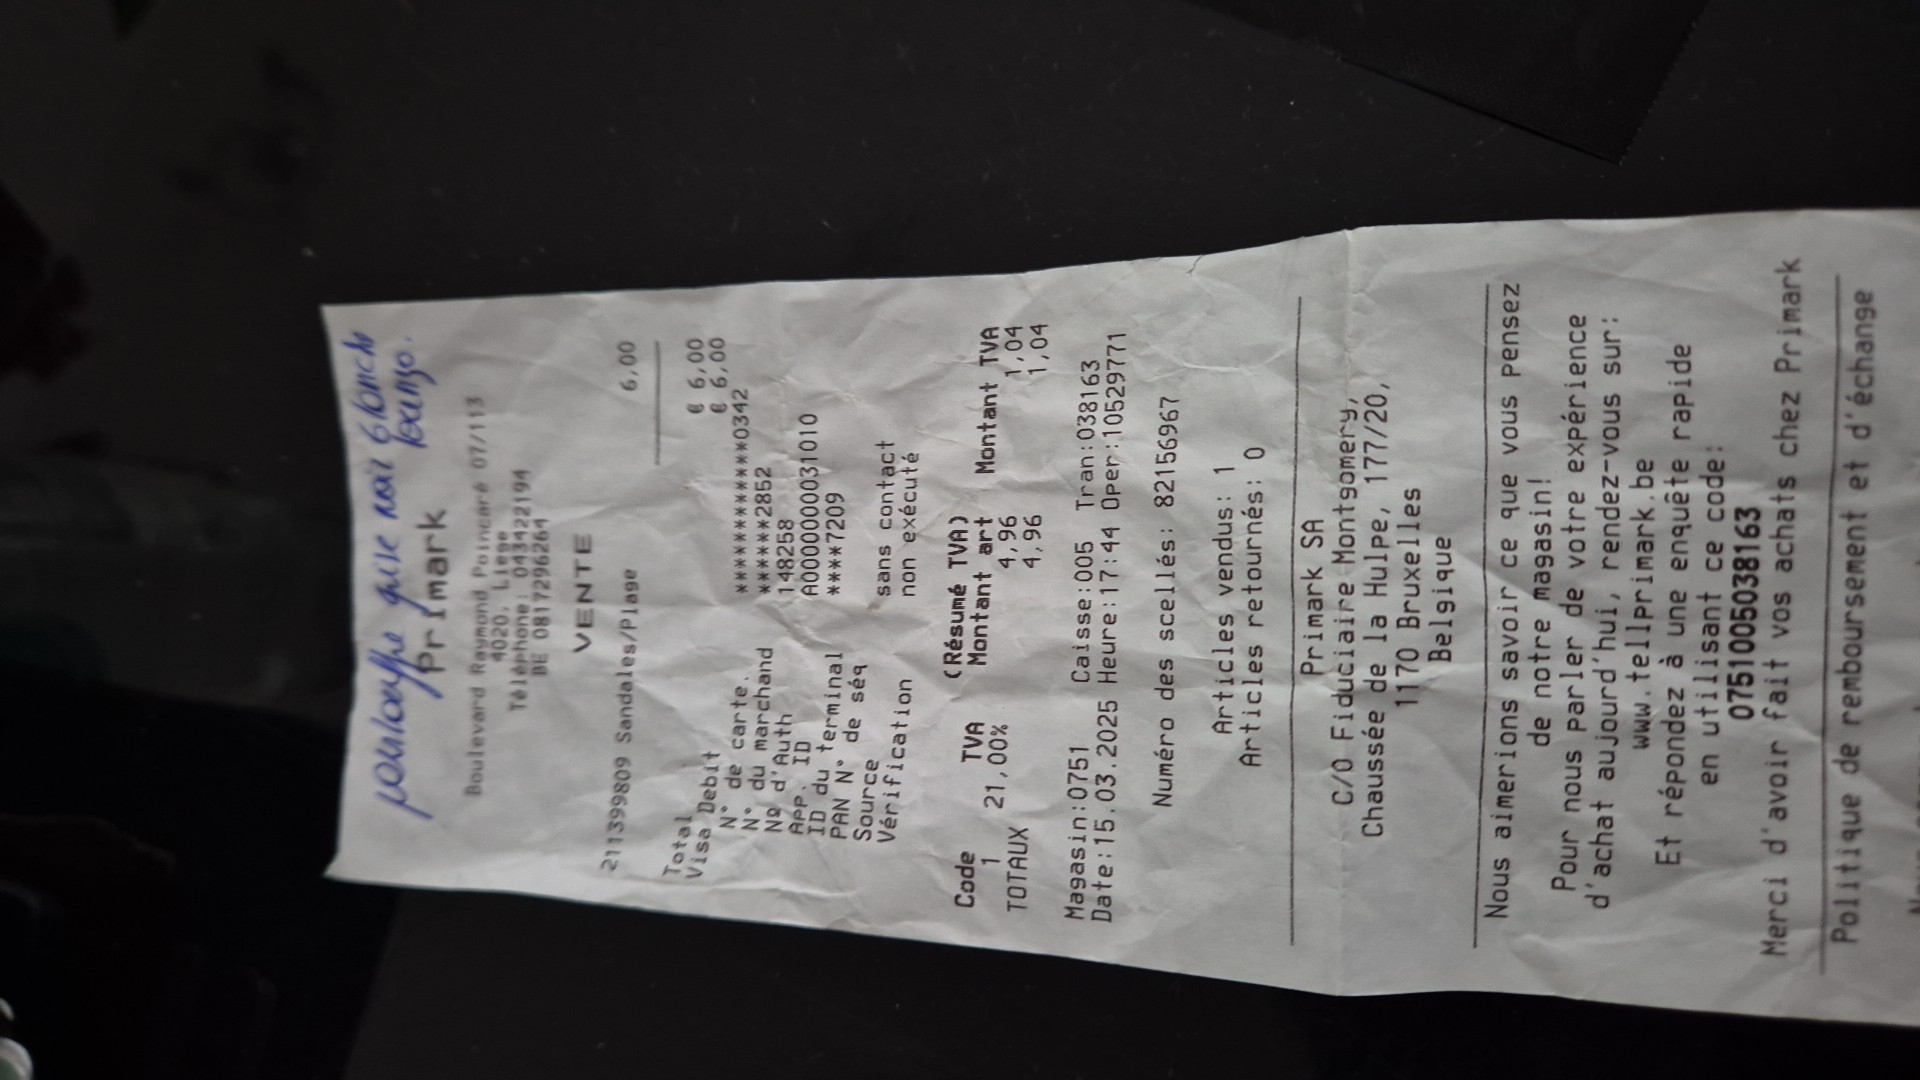 pantouffe grise noir blanche
Primark
Boulevard Raymond Poincaré 07/113
4020, Liege
Téléphone: 043422194
BE 0817296264
VENTE
211399809 Sandales/Plage 6,00
Total € 6,00
Visa Debit € 6,00
N° de carte. ***************0342
N° du marchand ******2852
Nº d'Auth 148258
App. ID A0000000031010
ID du terminal ****7209
PAN N° de séq
Source sans contact
Vérification non exécuté
(Résumé TVA)
Code TVA Montant art Montant TVA
1 21,00% 4,96 1,04
TOTAUX 4,96 1,04
Magasin:0751 Caisse:005 Tran:038163
Date:15.03.2025 Heure:17:44 Oper:10529771
Numéro des scellés: 82156967
Articles vendus: 1
Articles retournés: 0
Primark SA
C/O Fiduciaire Montgomery,
Chaussée de la Hulpe, 177/20,
1170 Bruxelles
Belgique
Nous aimerions savoir ce que vous pensez
de notre magasin!
Pour nous parler de votre expérience
d'achat aujourd'hui, rendez-vous sur:
www.tellprimark.be
Et répondez à une enquête rapide
en utilisant ce code:
0751005038163
Merci d'avoir fait vos achats chez Primark
Politique de remboursement et d'échange